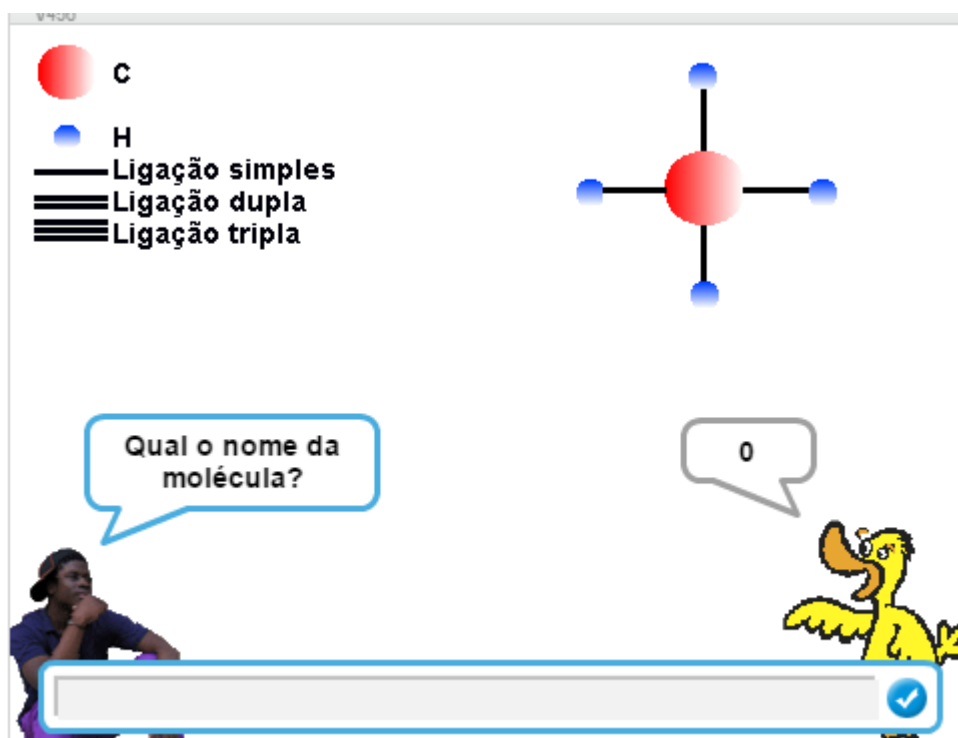 C
H
Ligação simples
Ligação dupla
Ligação tripla
Qual o nome da
molécula?
0